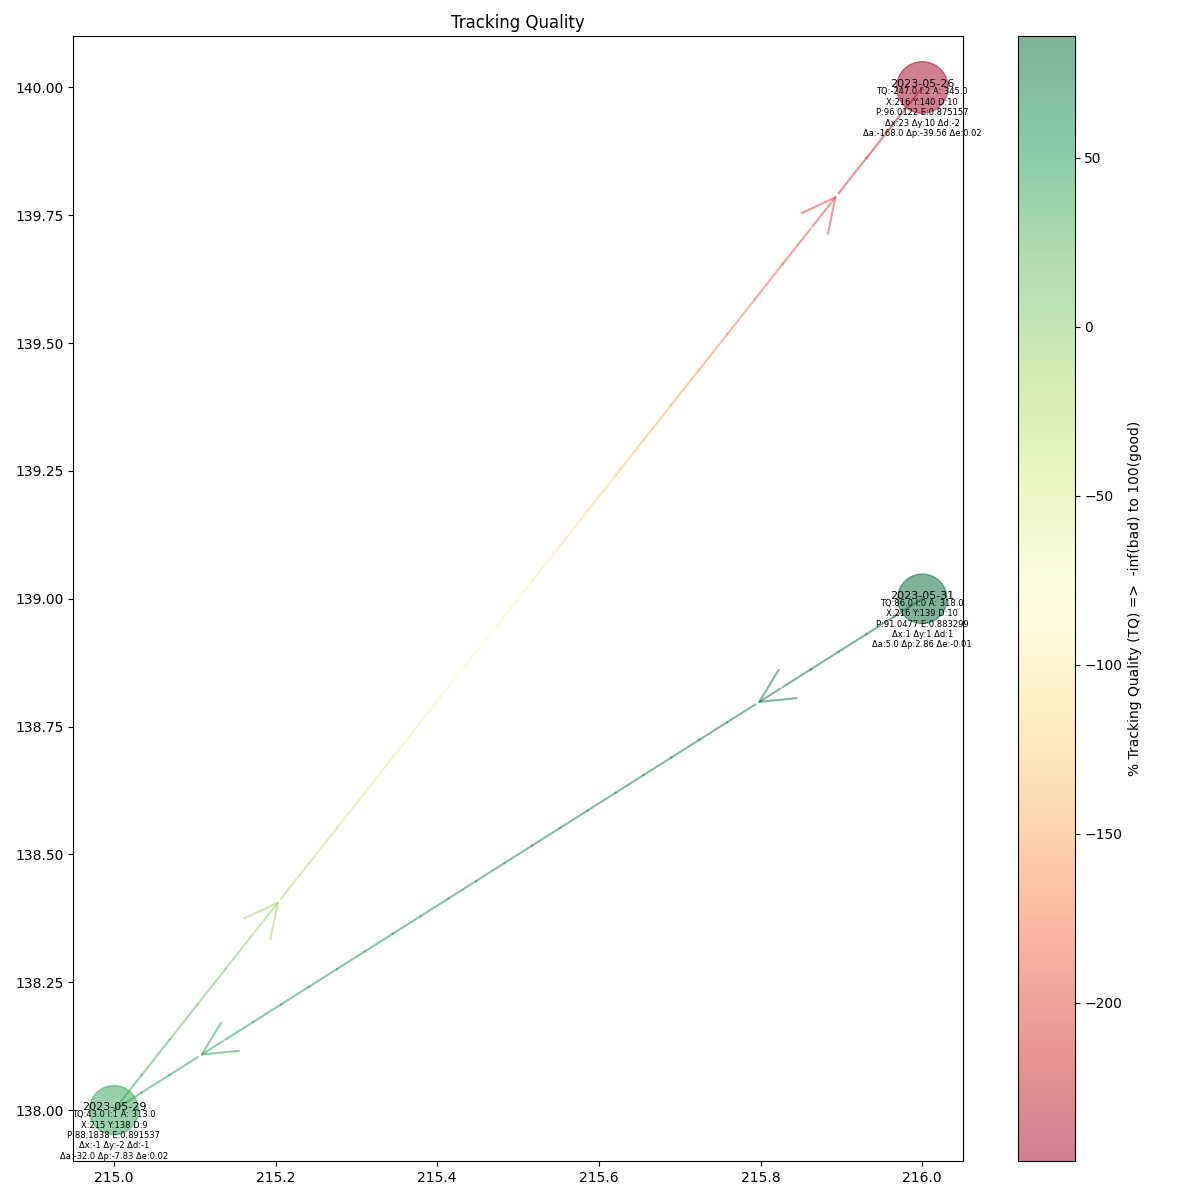 Tracking Quality
140.00
139.75
139.50
139.25
139.00
138.75
138.50
138.25
138.00
215.0
215.2
215.4
215.6
215.8
216.0
2023-05-26
TQ:-247.0 I:2 A: 345.0
X:216 Y:140 D:10
P:96.0122 E:0.875157
Δx:23 Δy:10 Δd:-2
Δa:-168.0 Δp:-39.56 Δe:0.02
2023-05-31
TQ:86.0 I:0 A: 318.0
X:216 Y:139 D:10
P:91.0477 E:0.883299
Δx:1 Δy:1 Δd:1
Δa:5.0 Δp:2.86 Δe:-0.01
2023-05-29
TQ:43.0 I:1 A: 313.0
X:215 Y:138 D:9
P:88.1838 E:0.891537
Δx:-1 Δy:-2 Δd:-1
Δa:-32.0 Δp:-7.83 Δe:0.02
50
0
−50
−100
−150
−200
% Tracking Quality (TQ) => -inf(bad) to 100(good)